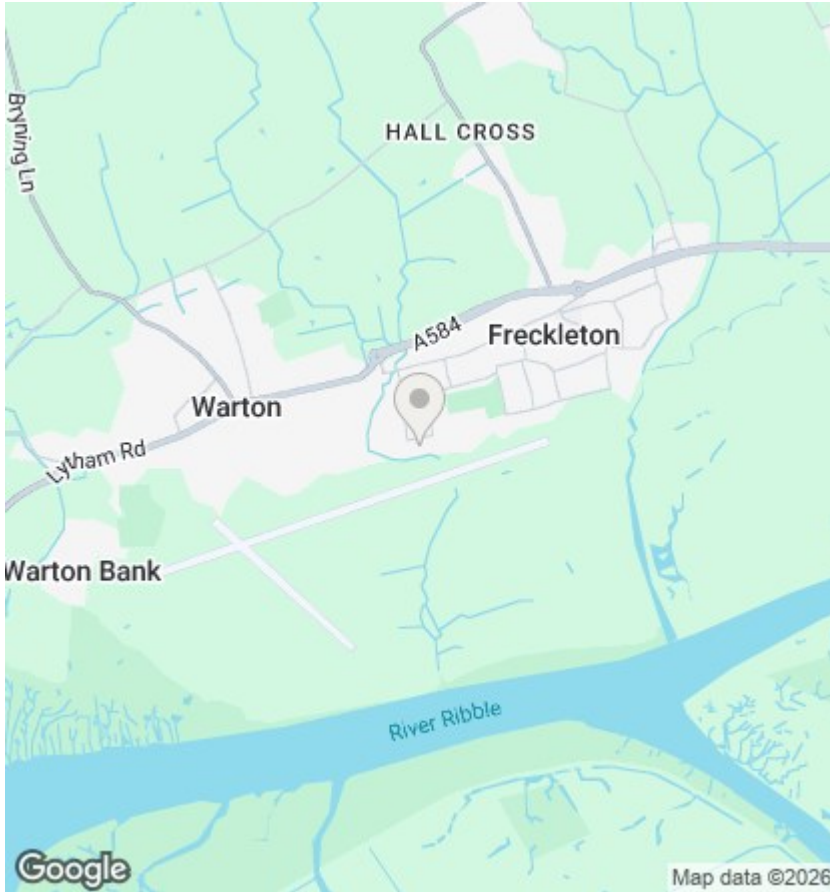 Bryning Ln
HALL CROSS
A584
Freckleton
Warton
Lytham Rd
Warton Bank
River Ribble
Google
Map data ©2026